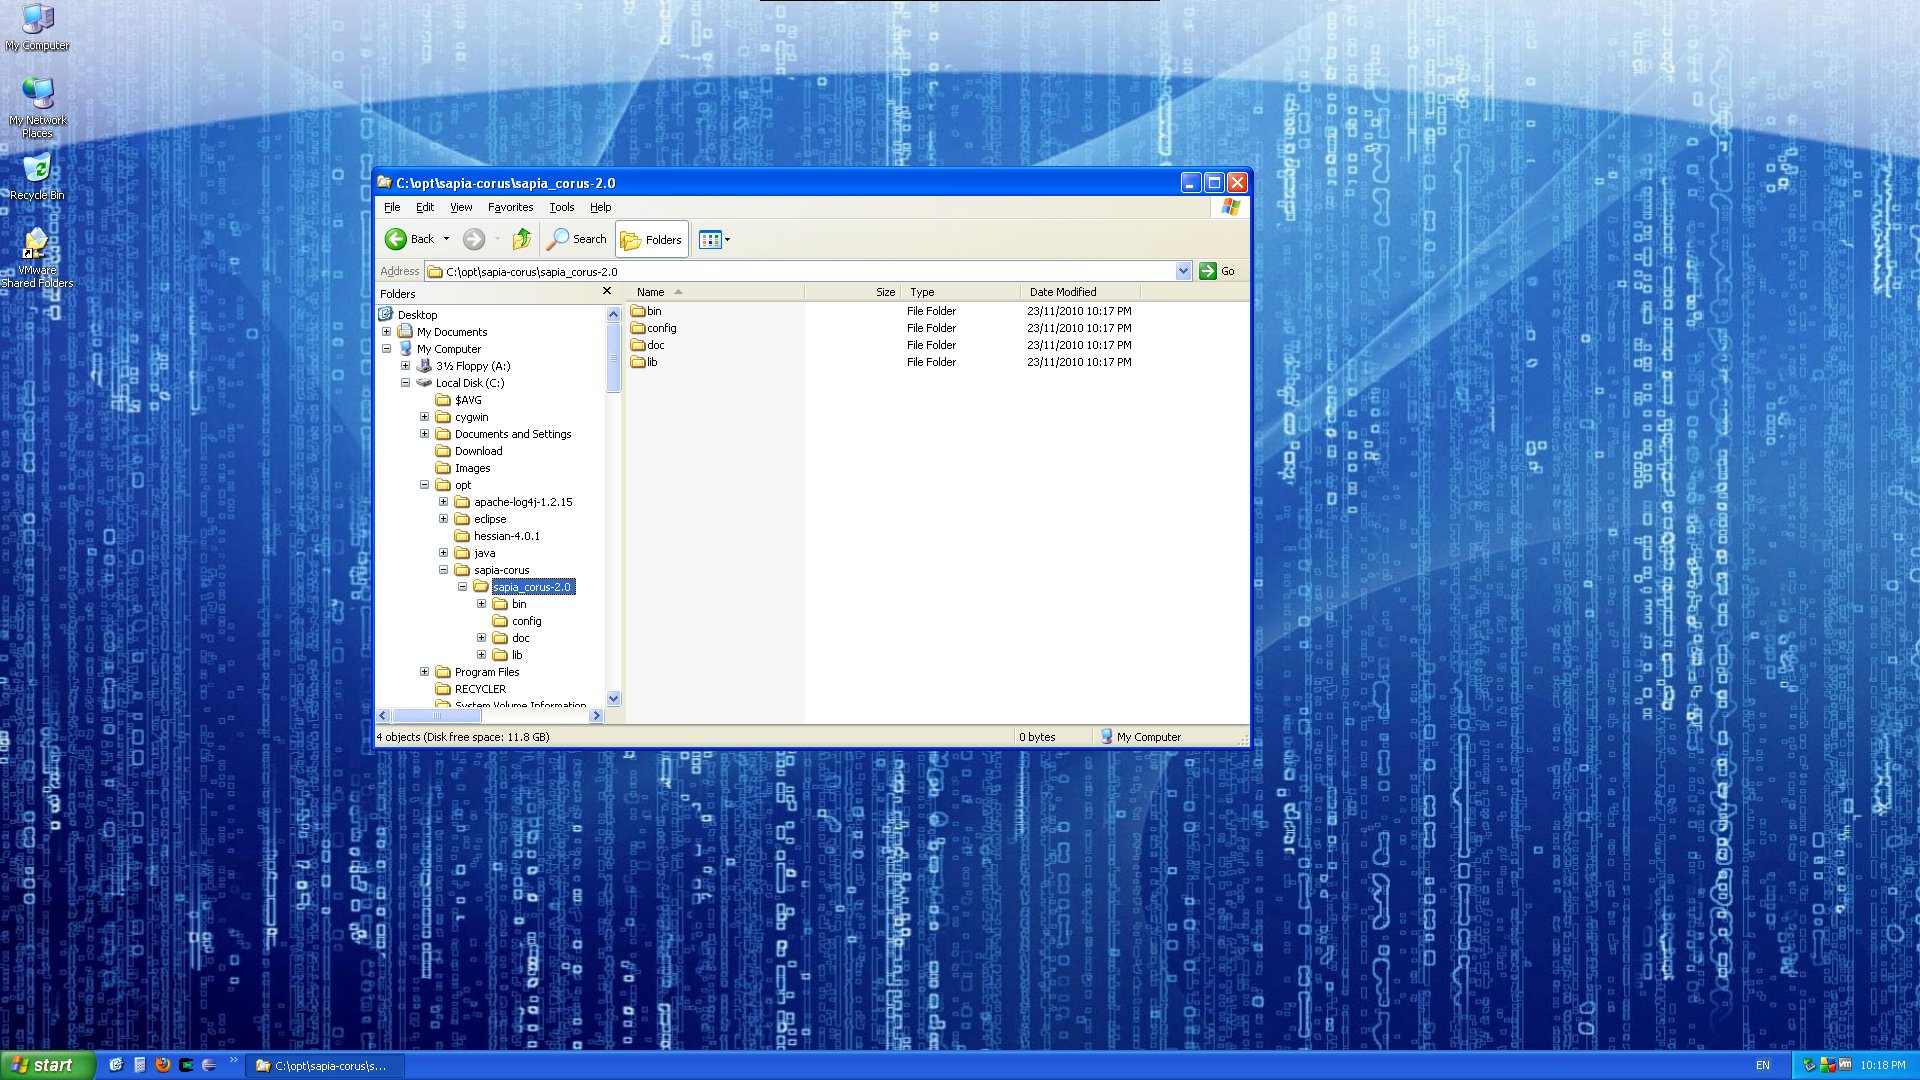 My Computer
My Network
Places
Recycle Bin
VMware
Shared Folders
C:\opt\sapia-corus\sapia_corus-2.0
File Edit View Favorites Tools Help
Back Search Folders
Address C:\opt\sapia-corus\sapia_corus-2.0 Go
Folders
Desktop
My Documents
My Computer
3½ Floppy (A:)
Local Disk (C:)
$AVG
cygwin
Documents and Settings
Download
Images
opt
apache-log4j-1.2.15
eclipse
hessian-4.0.1
java
sapia-corus
sapia_corus-2.0
bin
config
doc
lib
Program Files
RECYCLER
System Volume Information
Name Size Type Date Modified
bin File Folder 23/11/2010 10:17 PM
config File Folder 23/11/2010 10:17 PM
doc File Folder 23/11/2010 10:17 PM
lib File Folder 23/11/2010 10:17 PM
4 objects (Disk free space: 11.8 GB) 0 bytes My Computer
start C:\opt\sapia-corus\s... EN 10:18 PM